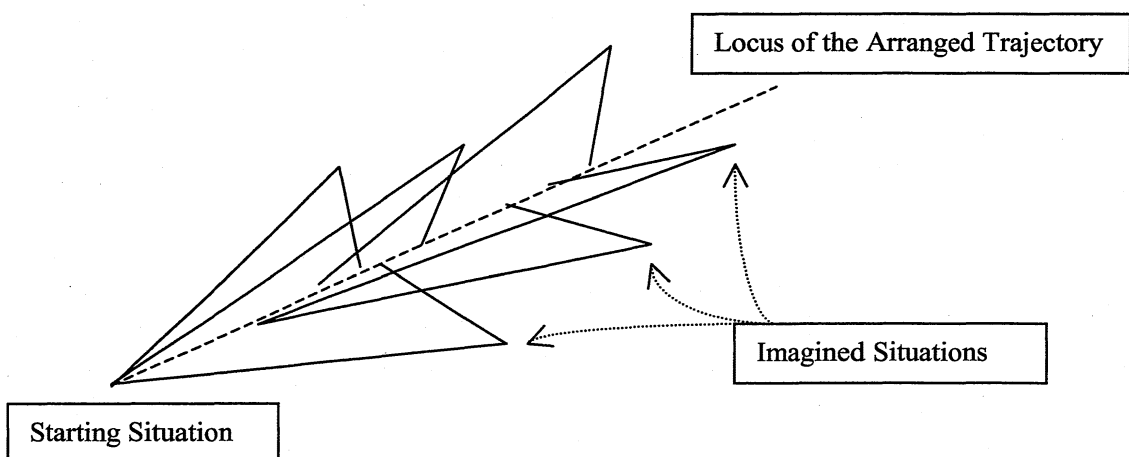 Locus of the Arranged Trajectory
Imagined Situations
Starting Situation